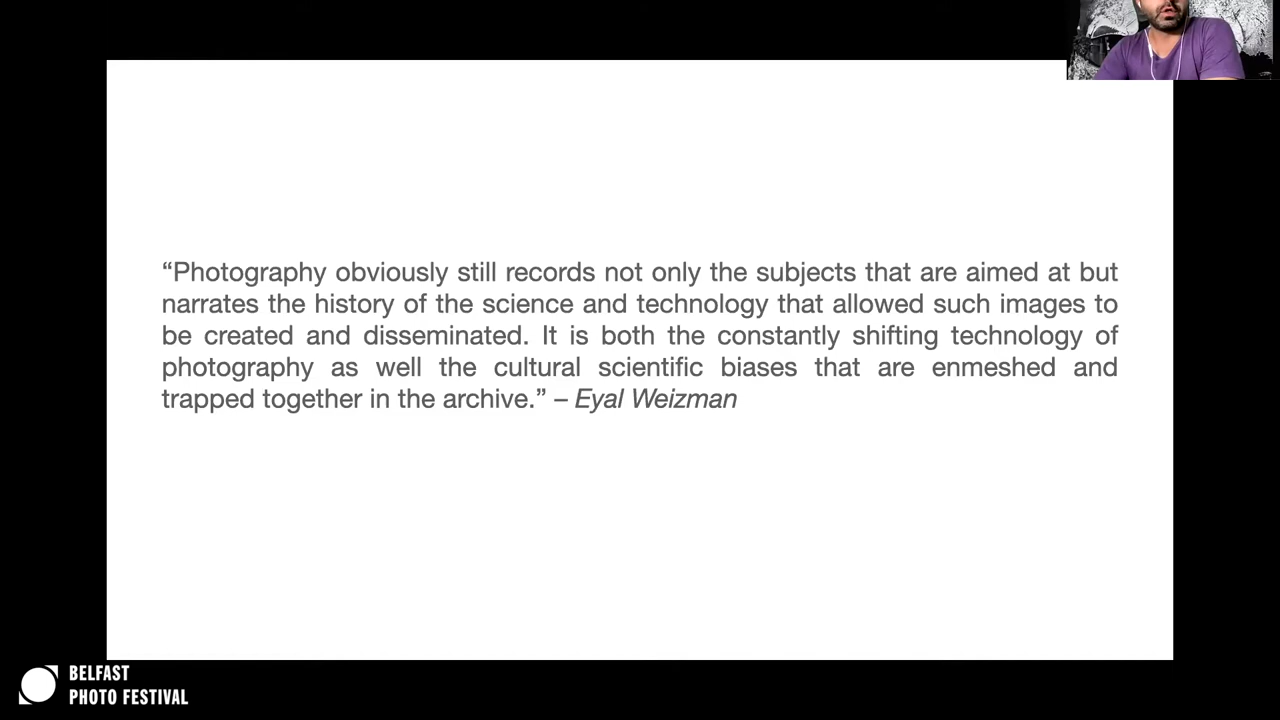 “Photography obviously still records not only the subjects that are aimed at but
narrates the history of the science and technology that allowed such images to
be created and disseminated. It is both the constantly shifting technology of
photography as well the cultural scientific biases that are enmeshed and
trapped together in the archive.” – Eyal Weizman
BELFAST
PHOTO FESTIVAL